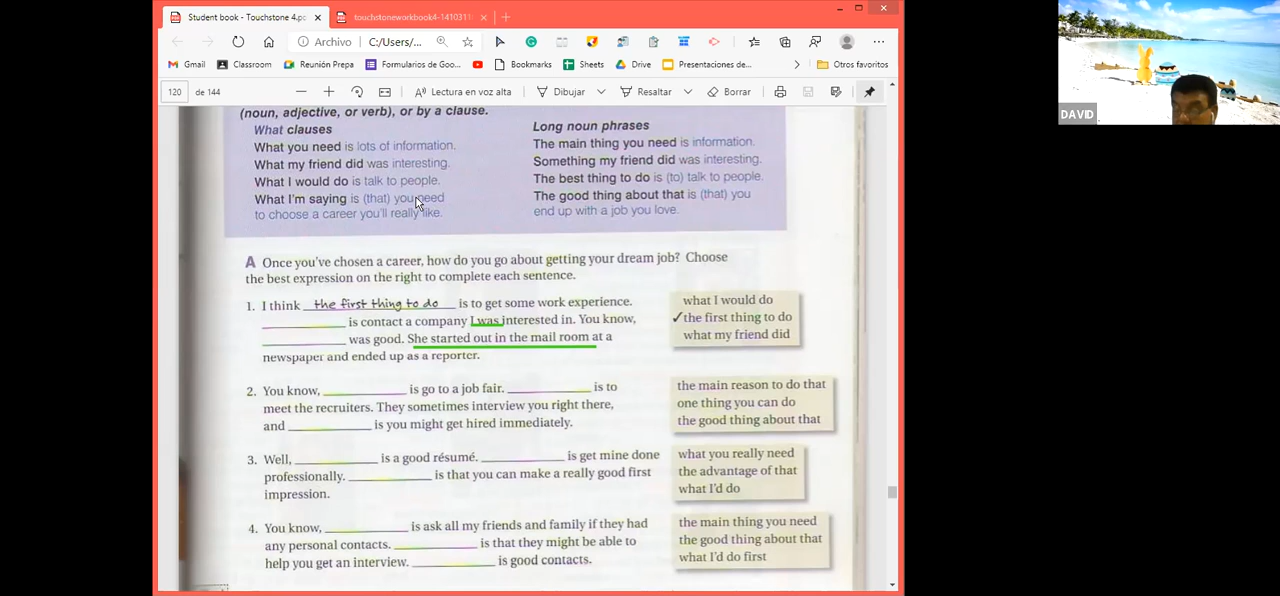 Student book - Touchstone 4.pc
touchstoneworkbook4-1410311
Archivo C:/Users/...
Gmail Classroom Reunión Prepa Formularios de Goo... Bookmarks Sheets Drive Presentaciones de... Otros favoritos
120 de 144 Lectura en voz alta Dibujar Resaltar Borrar
DAVID
(noun, adjective, or verb), or by a clause.
What clauses
What you need is lots of information.
What my friend did was interesting.
What I would do is talk to people.
What I'm saying is (that) you need
to choose a career you'll really like.
Long noun phrases
The main thing you need is information.
Something my friend did was interesting.
The best thing to do is (to) talk to people.
The good thing about that is (that) you
end up with a job you love.
A Once you've chosen a career, how do you go about getting your dream job? Choose
the best expression on the right to complete each sentence.
1. I think the first thing to do is to get some work experience.
is contact a company I was interested in. You know,
was good. She started out in the mail room at a
newspaper and ended up as a reporter.
what I would do
✓the first thing to do
what my friend did
2. You know, is go to a job fair. is to
meet the recruiters. They sometimes interview you right there,
and is you might get hired immediately.
the main reason to do that
one thing you can do
the good thing about that
3. Well, is a good résumé. is get mine done
professionally. is that you can make a really good first
impression.
what you really need
the advantage of that
what I'd do
4. You know, is ask all my friends and family if they had
any personal contacts. is that they might be able to
help you get an interview. is good contacts.
the main thing you need
the good thing about that
what I'd do first